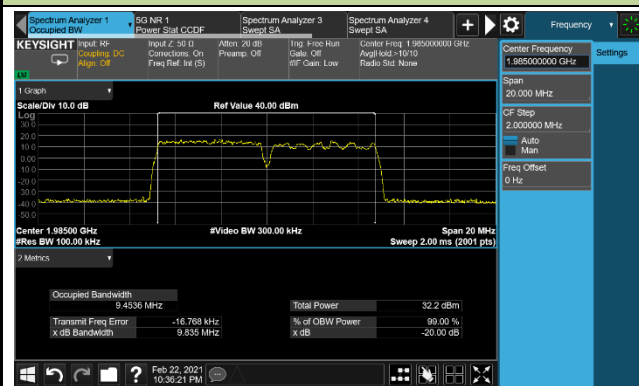 Spectrum Analyzer 1
Occupied BW
5G NR 1
Power Stat CCDF
Spectrum Analyzer 3
Swept SA
Spectrum Analyzer 4
Swept SA
+
Frequency
KEYSIGHT
Input: RF
Coupling: DC
Align: Off
Input Z: 50 Ω
Corrections: On
Freq Ref: Int (S)
Atten: 20 dB
Preamp: Off
Trig: Free Run
Gate: Off
#IF Gain: Low
Center Freq: 1.985000000 GHz
Avg|Hold:>10/10
Radio Std: None
Center Frequency
1.985000000 GHz
Settings
Span
20.000 MHz
CF Step
2.000000 MHz
Auto
Man
Freq Offset
0 Hz
1 Graph
Scale/Div 10.0 dB
Ref Value 40.00 dBm
Log
30.0
20.0
10.0
0.00
-10.0
-20.0
-30.0
-40.0
-50.0
Center 1.98500 GHz
#Video BW 300.00 kHz
Span 20 MHz
#Res BW 100.00 kHz
Sweep 2.00 ms (2001 pts)
2 Metrics
Occupied Bandwidth
9.4536 MHz
Total Power
32.2 dBm
Transmit Freq Error
-16.768 kHz
% of OBW Power
99.00 %
x dB Bandwidth
9.835 MHz
x dB
-20.00 dB
?
Feb 22, 2021
10:36:21 PM